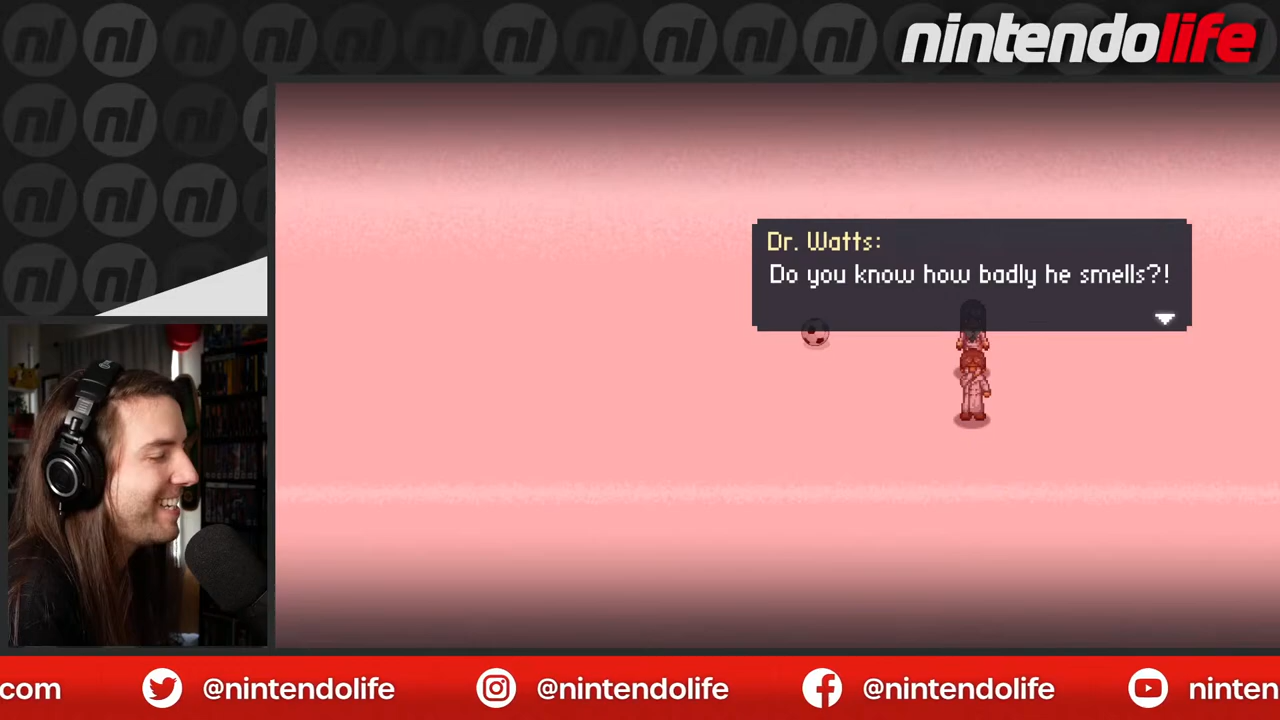 nintendolife
Dr. Watts:
Do you know how badly he smells?!
com
@nintendolife
@nintendolife
@nintendolife
ninten